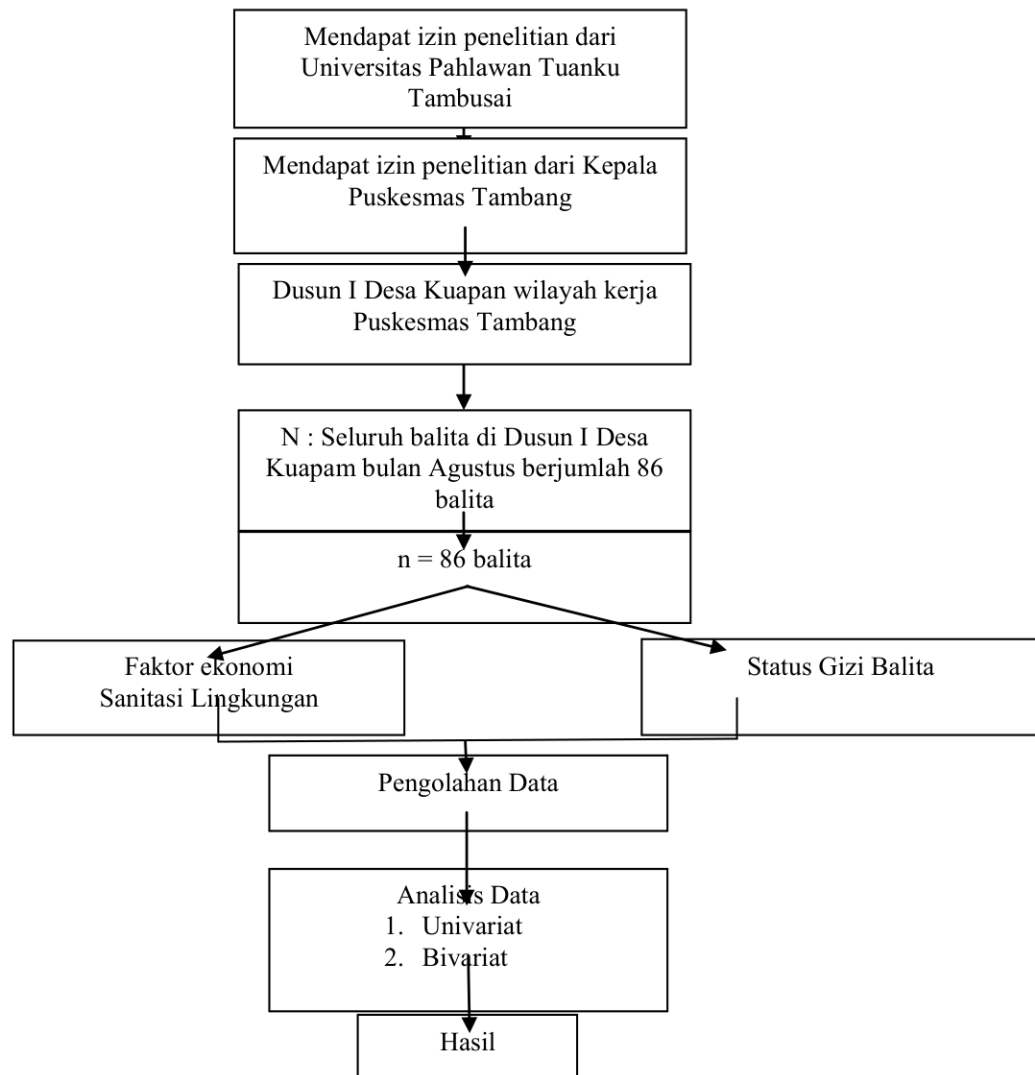 Mendapat izin penelitian dari
Universitas Pahlawan Tuanku
Tambusai
Mendapat izin penelitian dari Kepala
Puskesmas Tambang
Dusun I Desa Kuapan wilayah kerja
Puskesmas Tambang
N : Seluruh balita di Dusun I Desa
Kuapam bulan Agustus berjumlah 86
balita
n = 86 balita
Faktor ekonomi
Sanitasi Lingkungan
Status Gizi Balita
Pengolahan Data
Analisis Data
1. Univariat
2. Bivariat
Hasil